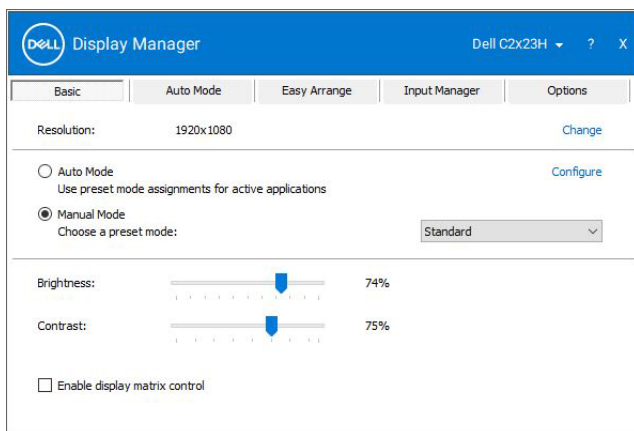 DELL Display Manager Dell C2x23H ? X
Basic Auto Mode Easy Arrange Input Manager Options
Resolution: 1920x1080 Change
Auto Mode Configure
Use preset mode assignments for active applications
Manual Mode
Choose a preset mode: Standard
Brightness: 74%
Contrast: 75%
Enable display matrix control